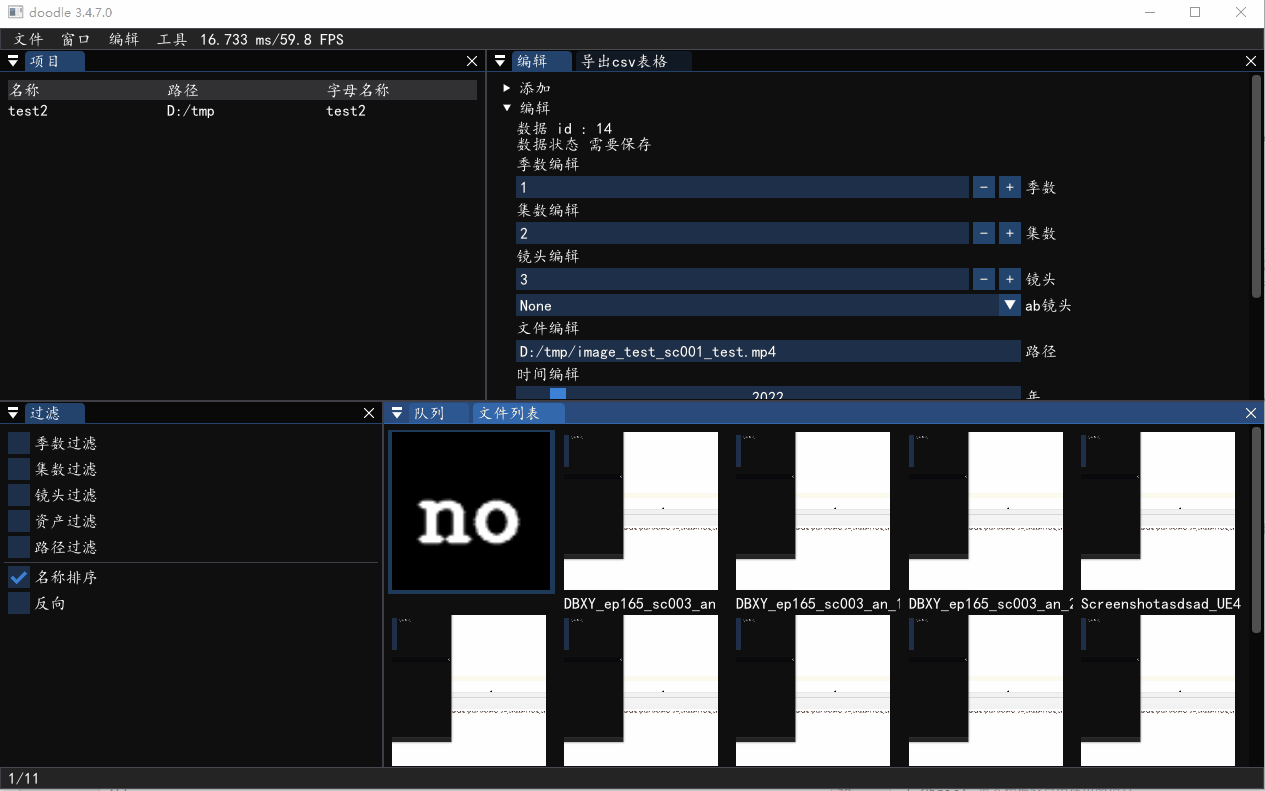 doodle 3.4.7.0
文件 窗口 编辑 工具 16.733 ms/59.8 FPS
项目
名称 路径 字母名称
test2 D:/tmp test2
编辑 导出csv表格
添加
编辑
数据 id : 14
数据状态 需要保存
季数编辑
1 - + 季数
集数编辑
2 - + 集数
镜头编辑
3 - + 镜头
None ab镜头
文件编辑
D:/tmp/image_test_sc001_test.mp4 路径
时间编辑
2022 年
过滤
季数过滤
集数过滤
镜头过滤
资产过滤
路径过滤
名称排序
反向
队列 文件列表
no
DBXY_ep165_sc003_an DBXY_ep165_sc003_an_1 DBXY_ep165_sc003_an_2 Screenshotasdsad_UE4
1/11